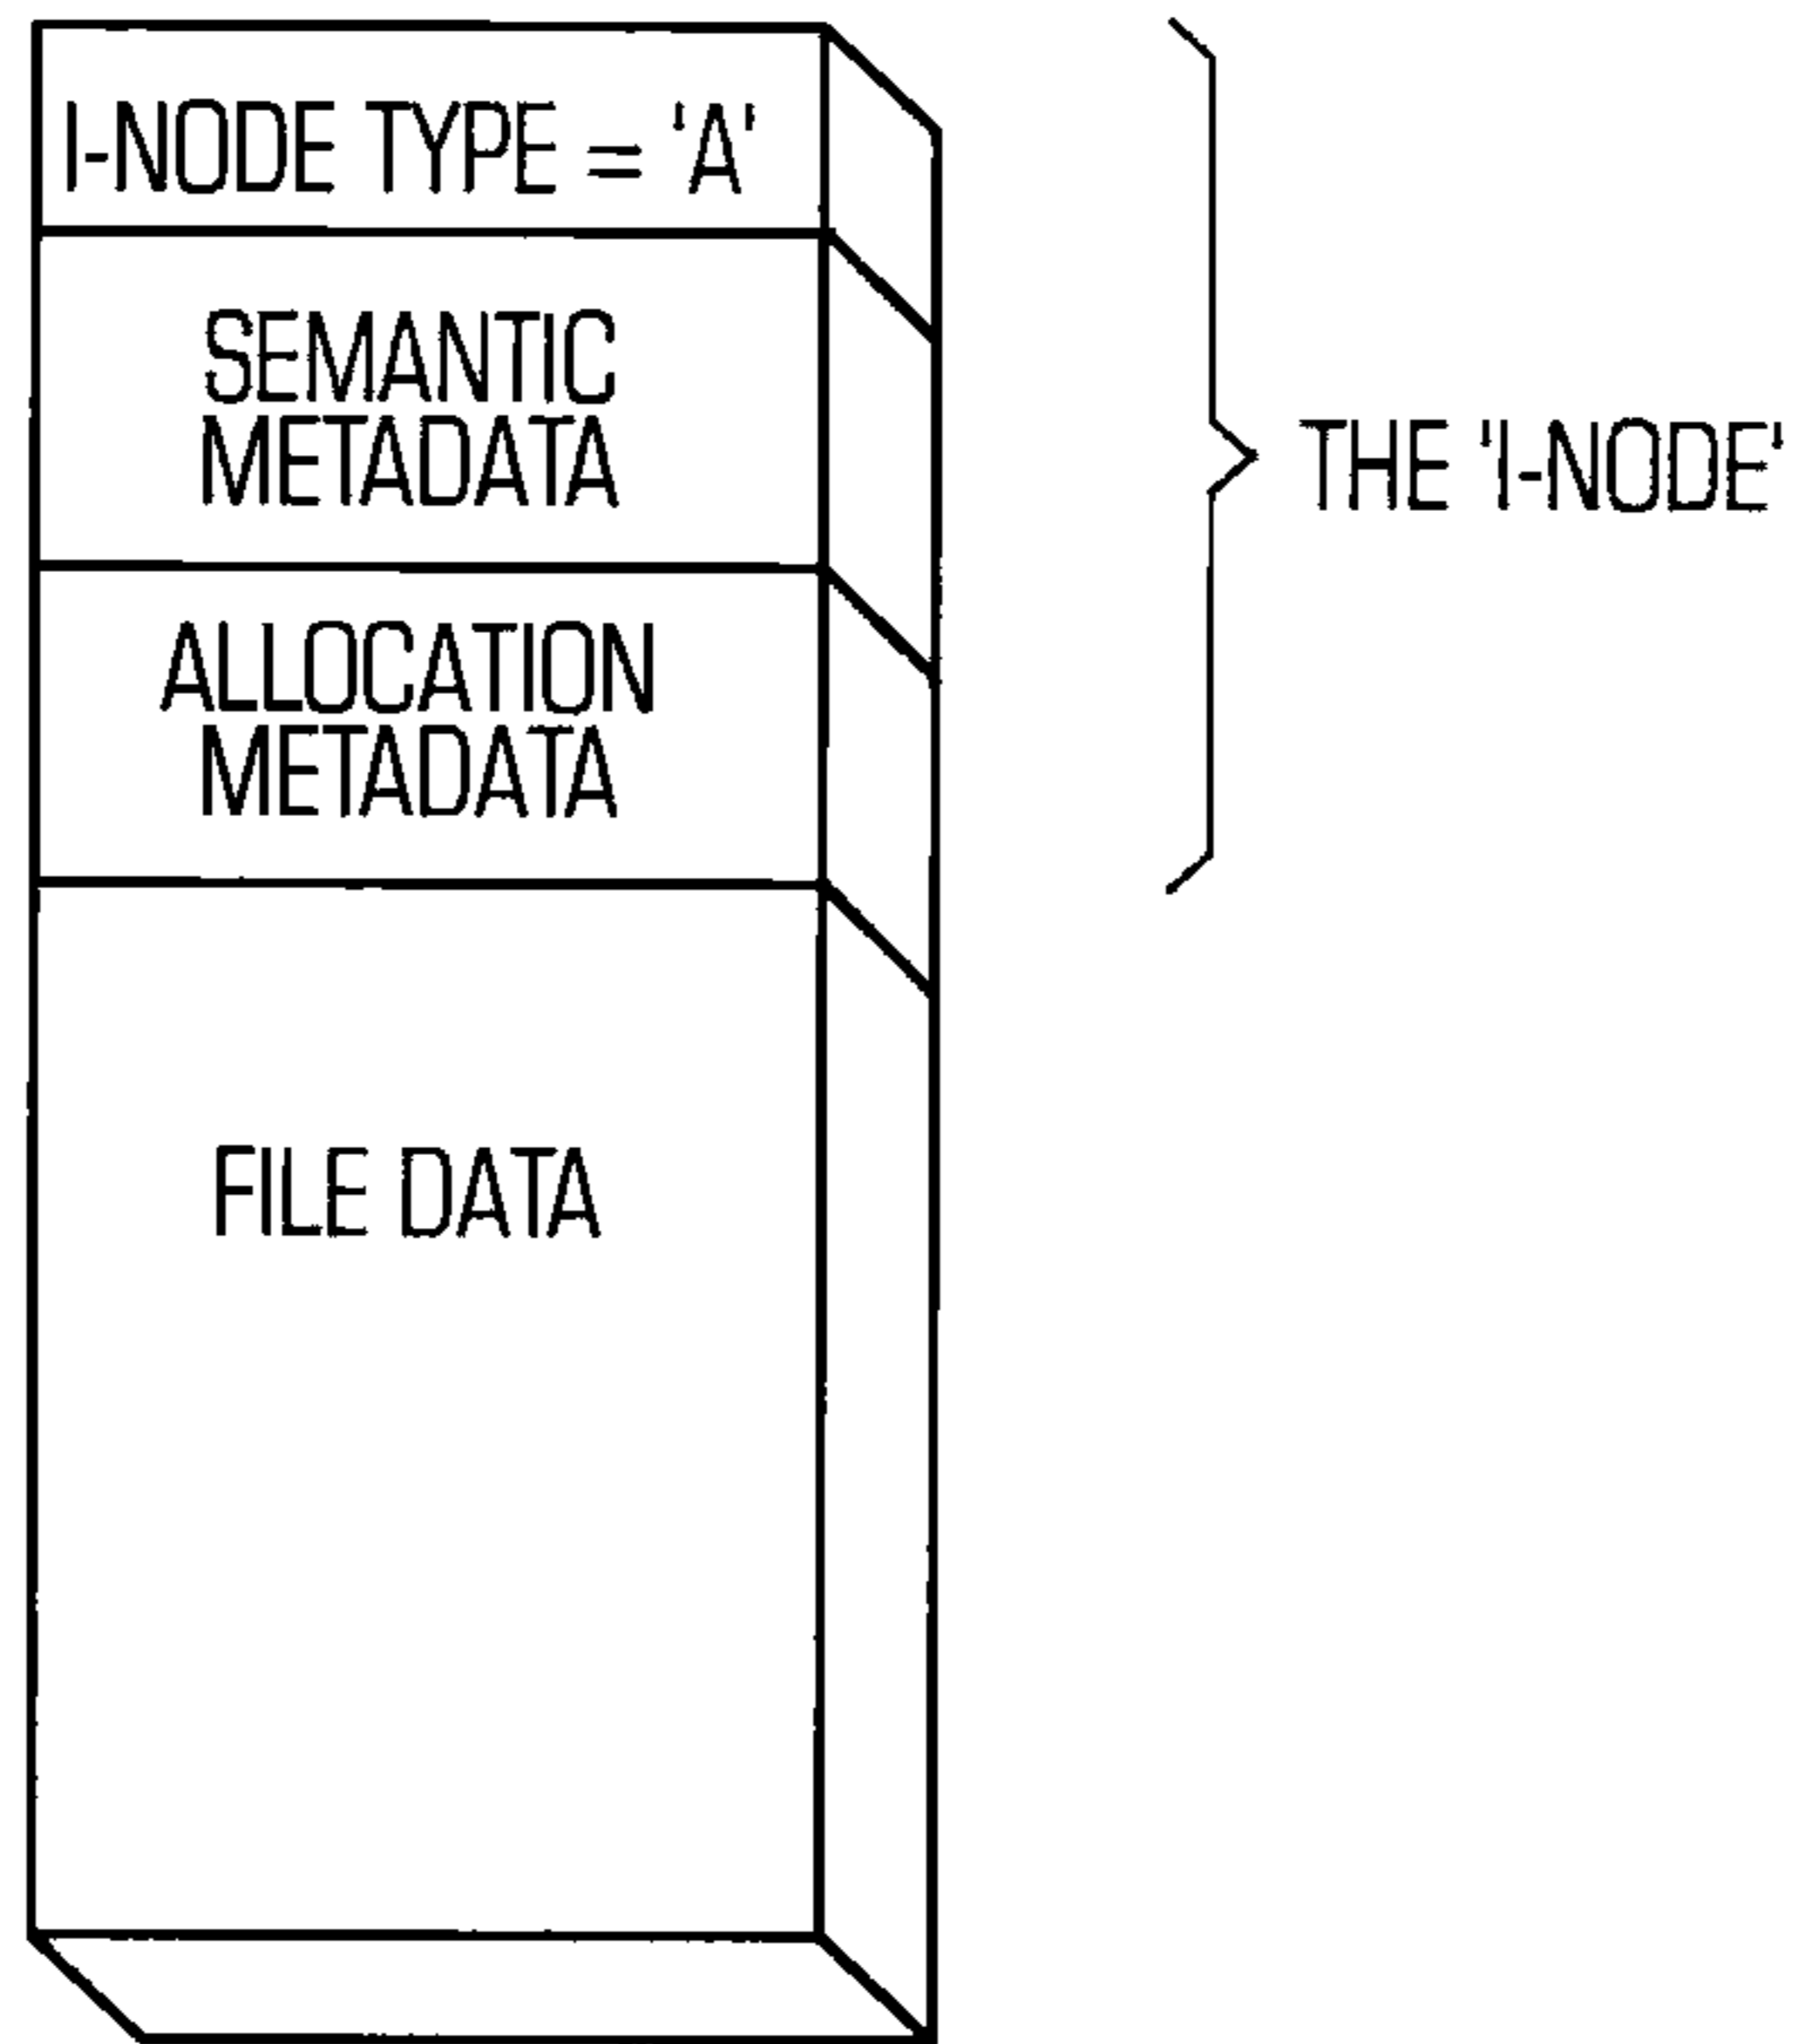 I-NODE TYPE = 'A'
SEMANTIC
METADATA
THE 'I-NODE'
ALLOCATION
METADATA
FILE DATA